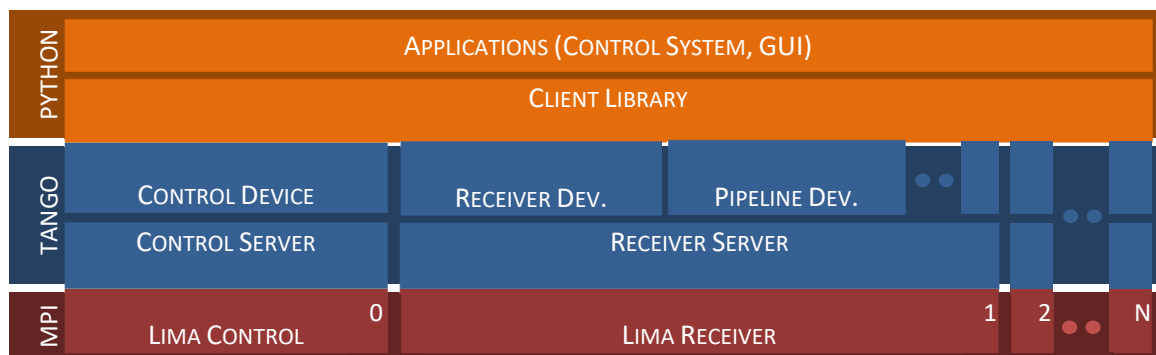 PYTHON
APPLICATIONS (CONTROL SYSTEM, GUI)
CLIENT LIBRARY
TANGO
CONTROL DEVICE
RECEIVER DEV.
PIPELINE DEV.
CONTROL SERVER
RECEIVER SERVER
MPI
LIMA CONTROL
0
LIMA RECEIVER
1
2
N